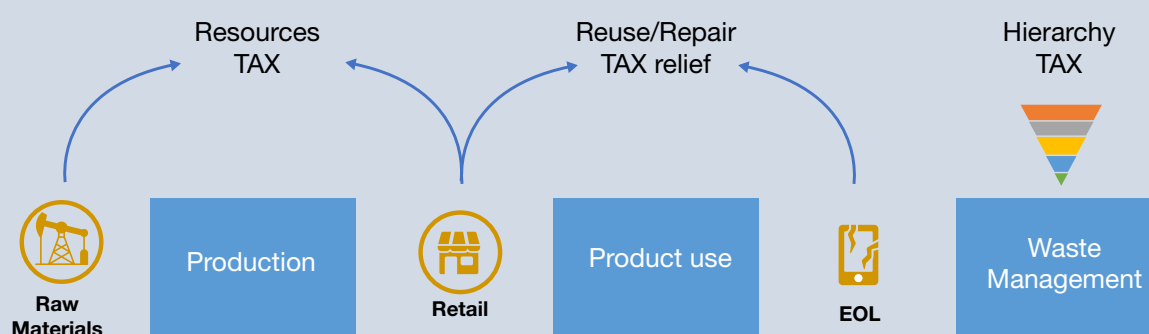 Resources
TAX
Reuse/Repair
TAX relief
Hierarchy
TAX
Raw
Materials
Production
Retail
Product use
EOL
Waste
Management